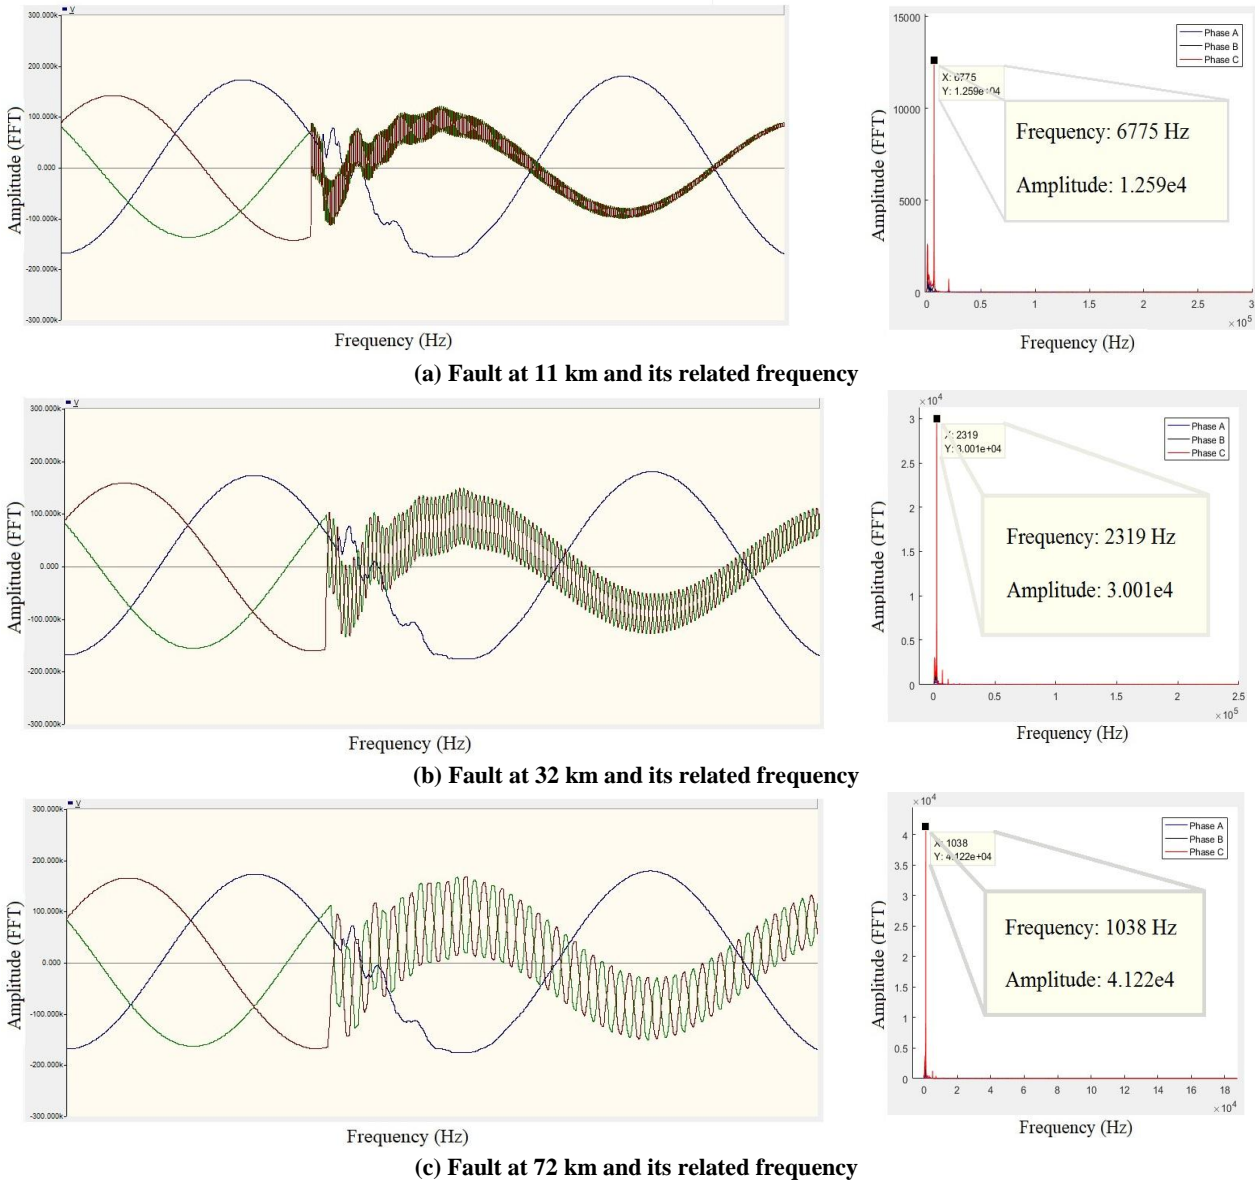 V
300.000k
200.000k
100.000k
0.000
-100.000k
-200.000k
-300.000k
Amplitude (FFT)
Frequency (Hz)
15000
10000
5000
0
Amplitude (FFT)
Phase A
Phase B
Phase C
X: 6775
Y: 1.259e+04
Frequency: 6775 Hz
Amplitude: 1.259e4
0 0.5 1 1.5 2 2.5 3
× 10^5
Frequency (Hz)
(a) Fault at 11 km and its related frequency
V
300.000k
200.000k
100.000k
0.000
-100.000k
-200.000k
-300.000k
Amplitude (FFT)
Frequency (Hz)
× 10^4
3
2.5
2
1.5
1
0.5
0
Amplitude (FFT)
Phase A
Phase B
Phase C
X: 2319
Y: 3.001e+04
Frequency: 2319 Hz
Amplitude: 3.001e4
0 0.5 1 1.5 2 2.5
× 10^5
Frequency (Hz)
(b) Fault at 32 km and its related frequency
V
300.000k
200.000k
100.000k
0.000
-100.000k
-200.000k
-300.000k
Amplitude (FFT)
Frequency (Hz)
× 10^4
4
3.5
3
2.5
2
1.5
1
0.5
0
Amplitude (FFT)
Phase A
Phase B
Phase C
X: 1038
Y: 4.122e+04
Frequency: 1038 Hz
Amplitude: 4.122e4
0 2 4 6 8 10 12 14 16 18
× 10^4
Frequency (Hz)
(c) Fault at 72 km and its related frequency